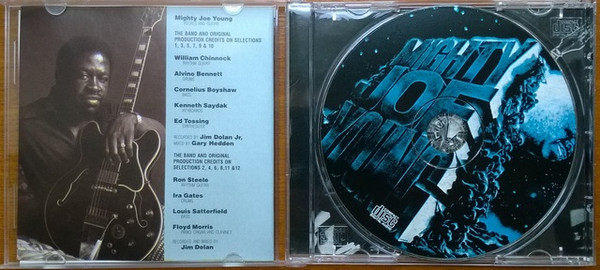 Mighty Joe Young
VOCALS AND GUITAR
THE BAND AND ORIGINAL
PRODUCTION CREDITS ON SELECTIONS
1, 3, 5, 7, 9 & 10
William Chinnock
RHYTHM GUITAR
Alvino Bennett
DRUMS
Cornelius Boyshaw
BASS
Kenneth Saydak
KEYBOARDS
Ed Tossing
SYNTHESIZER
RECORDED BY Jim Dolan Jr,
MIXED BY Gary Hedden
THE BAND AND ORIGINAL
PRODUCTION CREDITS ON
SELECTIONS 2, 4, 6, 8, 11 &12
Ron Steele
RHYTHM GUITAR
Ira Gates
DRUMS
Louis Satterfield
BASS
Floyd Morris
PIANO, ORGAN AND CLAVINET
RECORDED AND MIXED BY
Jim Dolan
MIGHTY
JOE
YOUNG
disc
disc